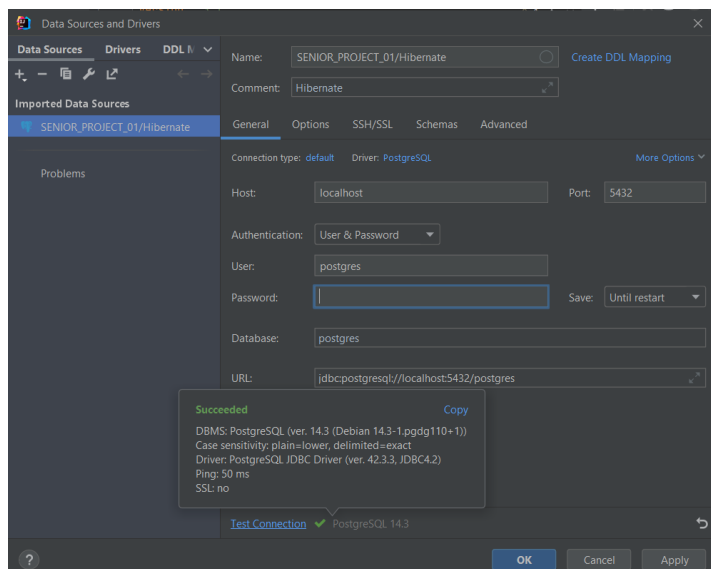 Data Sources and Drivers
Data Sources Drivers DDL M
Name: SENIOR_PROJECT_01/Hibernate Create DDL Mapping
Comment: Hibernate
Imported Data Sources
SENIOR_PROJECT_01/Hibernate
Problems
General Options SSH/SSL Schemas Advanced
Connection type: default Driver: PostgreSQL More Options
Host: localhost Port: 5432
Authentication: User & Password
User: postgres
Password: Save: Until restart
Database: postgres
URL: jdbc:postgresql://localhost:5432/postgres
Succeeded Copy
DBMS: PostgreSQL (ver. 14.3 (Debian 14.3-1.pgdg110+1))
Case sensitivity: plain=lower, delimited=exact
Driver: PostgreSQL JDBC Driver (ver. 42.3.3, JDBC4.2)
Ping: 50 ms
SSL: no
Test Connection PostgreSQL 14.3
? OK Cancel Apply